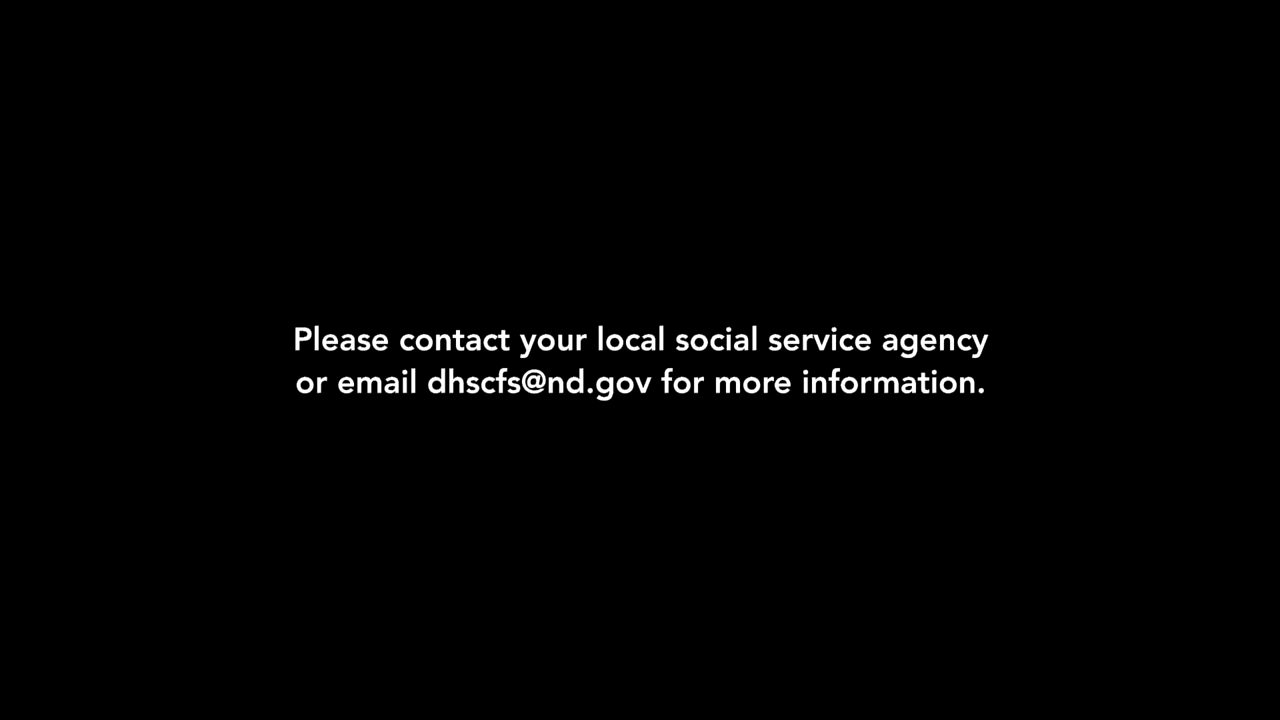 Please contact your local social service agency
or email dhscfs@nd.gov for more information.